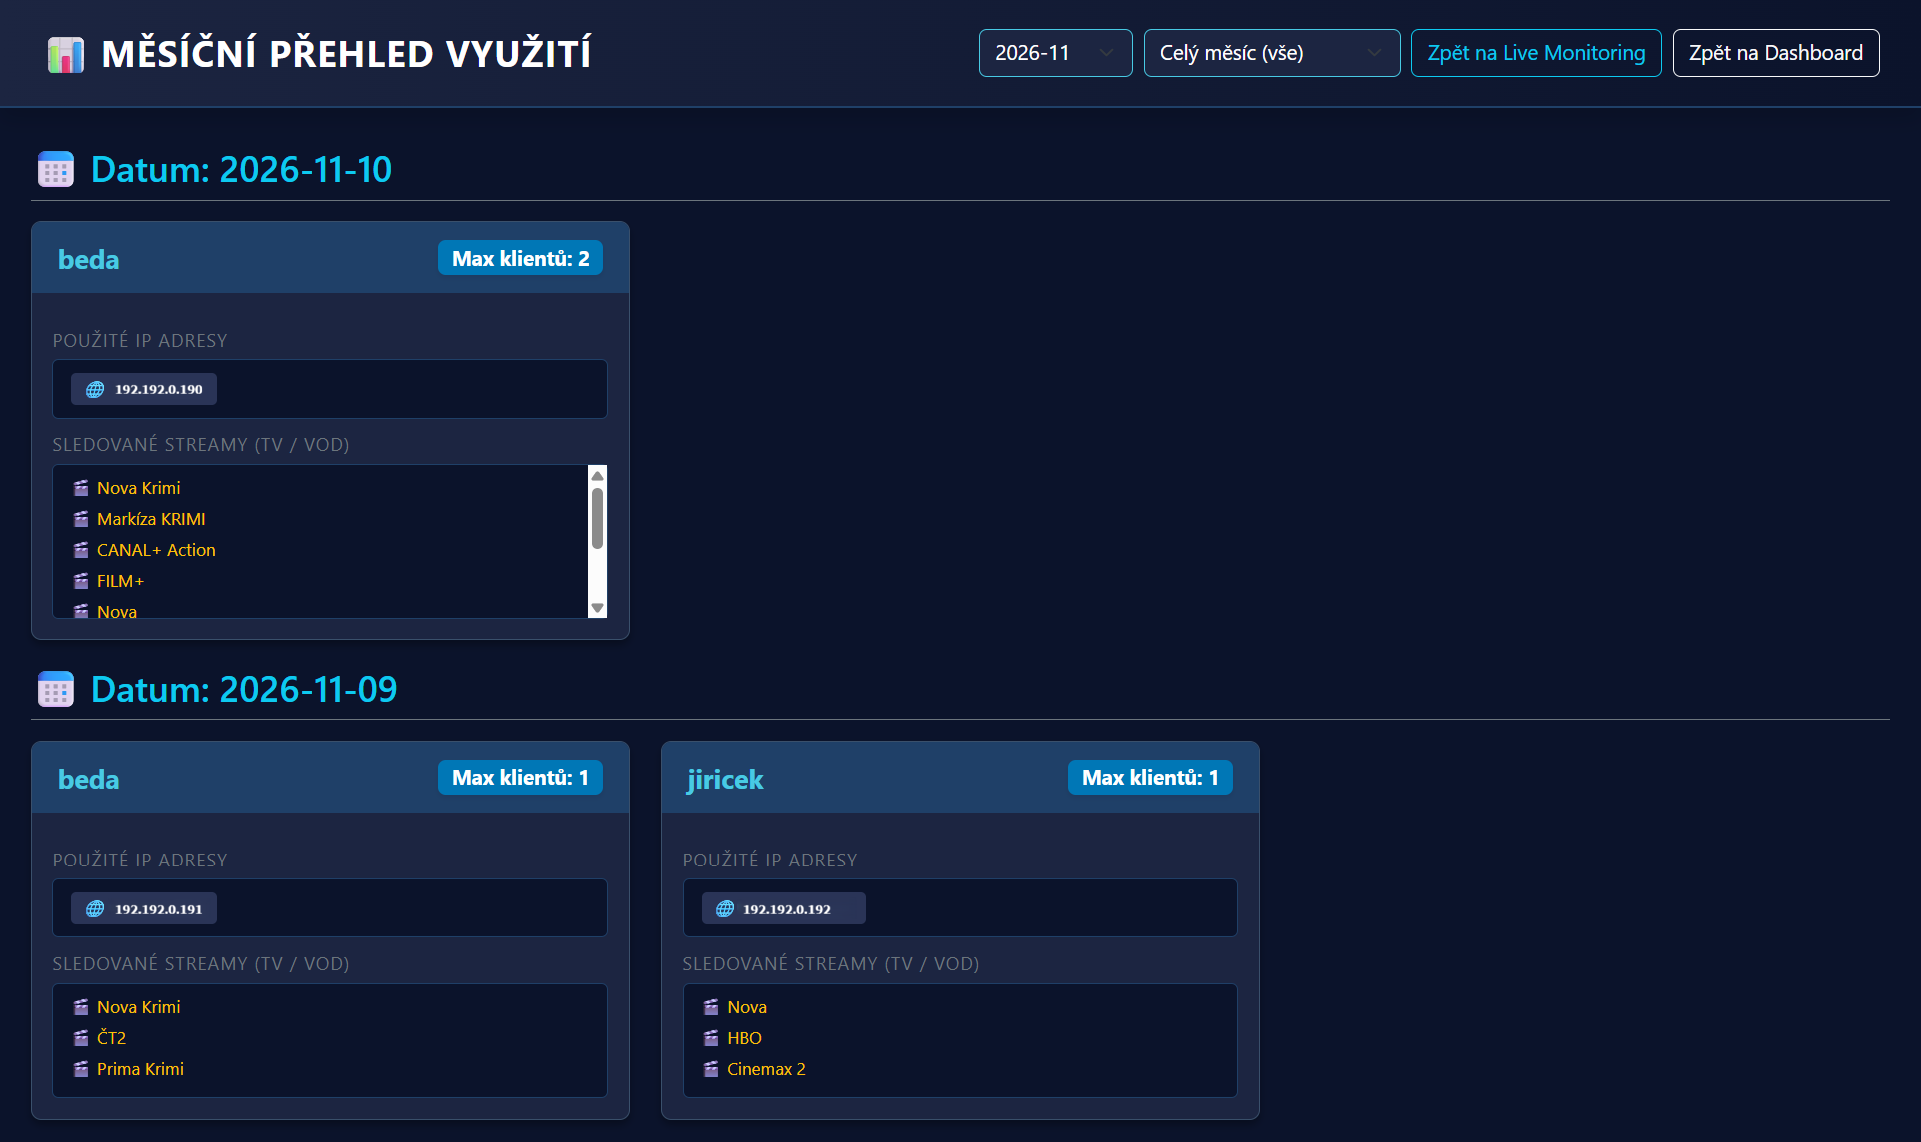 MĚSÍČNÍ PŘEHLED VYUŽITÍ
2026-11
Celý měsíc (vše)
Zpět na Live Monitoring
Zpět na Dashboard
Datum: 2026-11-10
beda
Max klientů: 2
POUŽITÉ IP ADRESY
192.192.0.190
SLEDOVANÉ STREAMY (TV / VOD)
Nova Krimi
Markíza KRIMI
CANAL+ Action
FILM+
Nova
Datum: 2026-11-09
beda
Max klientů: 1
POUŽITÉ IP ADRESY
192.192.0.191
SLEDOVANÉ STREAMY (TV / VOD)
Nova Krimi
ČT2
Prima Krimi
jiricek
Max klientů: 1
POUŽITÉ IP ADRESY
192.192.0.192
SLEDOVANÉ STREAMY (TV / VOD)
Nova
HBO
Cinemax 2